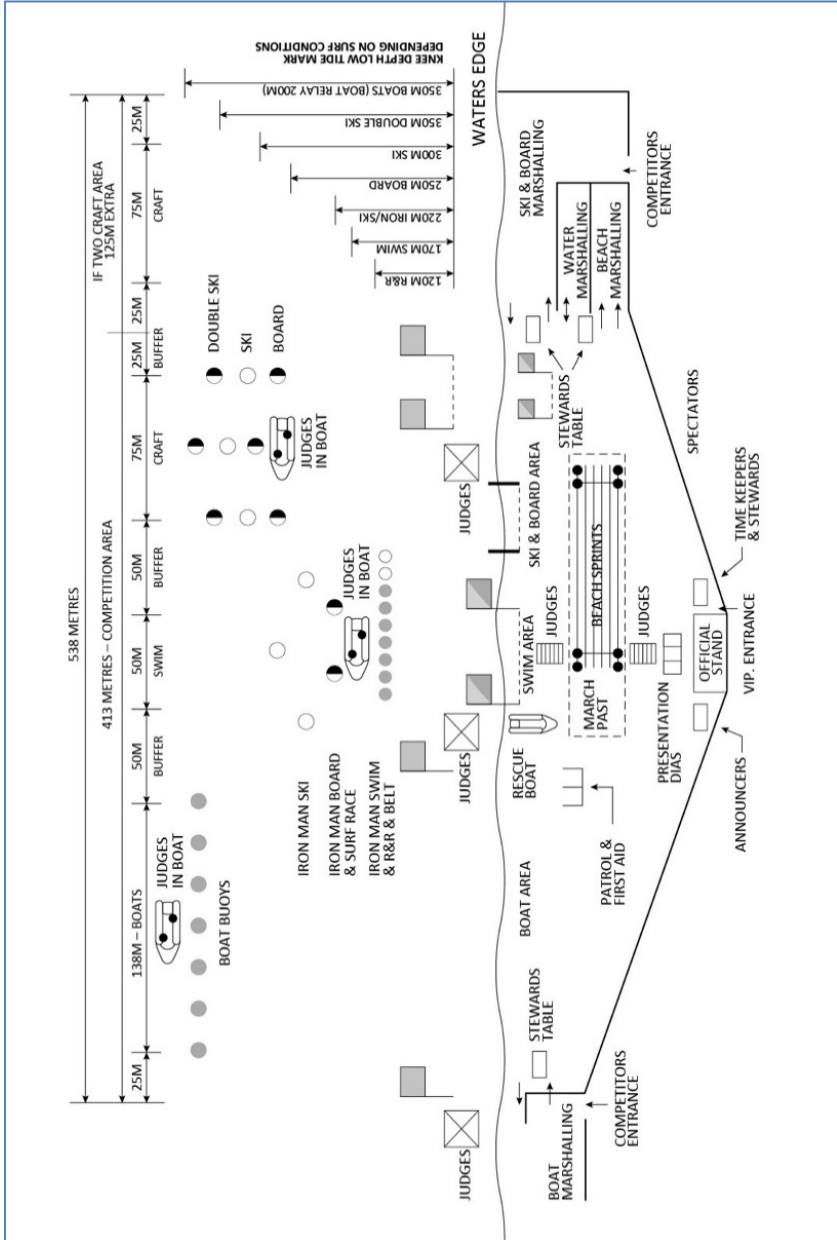 538 METRES
413 METRES – COMPETITION AREA
IF TWO CRAFT AREA
125M EXTRA
25M
138M – BOATS
50M
BUFFER
50M
SWIM
50M
BUFFER
75M
CRAFT
25M
BUFFER
25M
75M
CRAFT
25M
JUDGES
IN BOAT
BOAT BUOYS
IRON MAN SKI
IRON MAN BOARD
& SURF RACE
IRON MAN SWIM
& R&R & BELT
JUDGES
IN BOAT
JUDGES
IN BOAT
DOUBLE SKI
SKI
BOARD
120M R&R
170M SWIM
220M IRON/SKI
250M BOARD
300M SKI
350M DOUBLE SKI
350M BOATS (BOAT RELAY 200M)
KNEE DEPTH LOW TIDE MARK
DEPENDING ON SURF CONDITIONS
JUDGES
JUDGES
JUDGES
WATERS EDGE
BOAT AREA
RESCUE
BOAT
SWIM AREA
SKI & BOARD AREA
SKI & BOARD
MARSHALLING
STEWARDS
TABLE
JUDGES
STEWARDS
TABLE
WATER
MARSHALLING
BEACH
MARSHALLING
BOAT
MARSHALLING
COMPETITORS
ENTRANCE
PATROL &
FIRST AID
MARCH
PAST
BEACH SPRINTS
JUDGES
COMPETITORS
ENTRANCE
PRESENTATION
DIAS
OFFICIAL
STAND
SPECTATORS
ANNOUNCERS
VIP. ENTRANCE
TIME KEEPERS
& STEWARDS